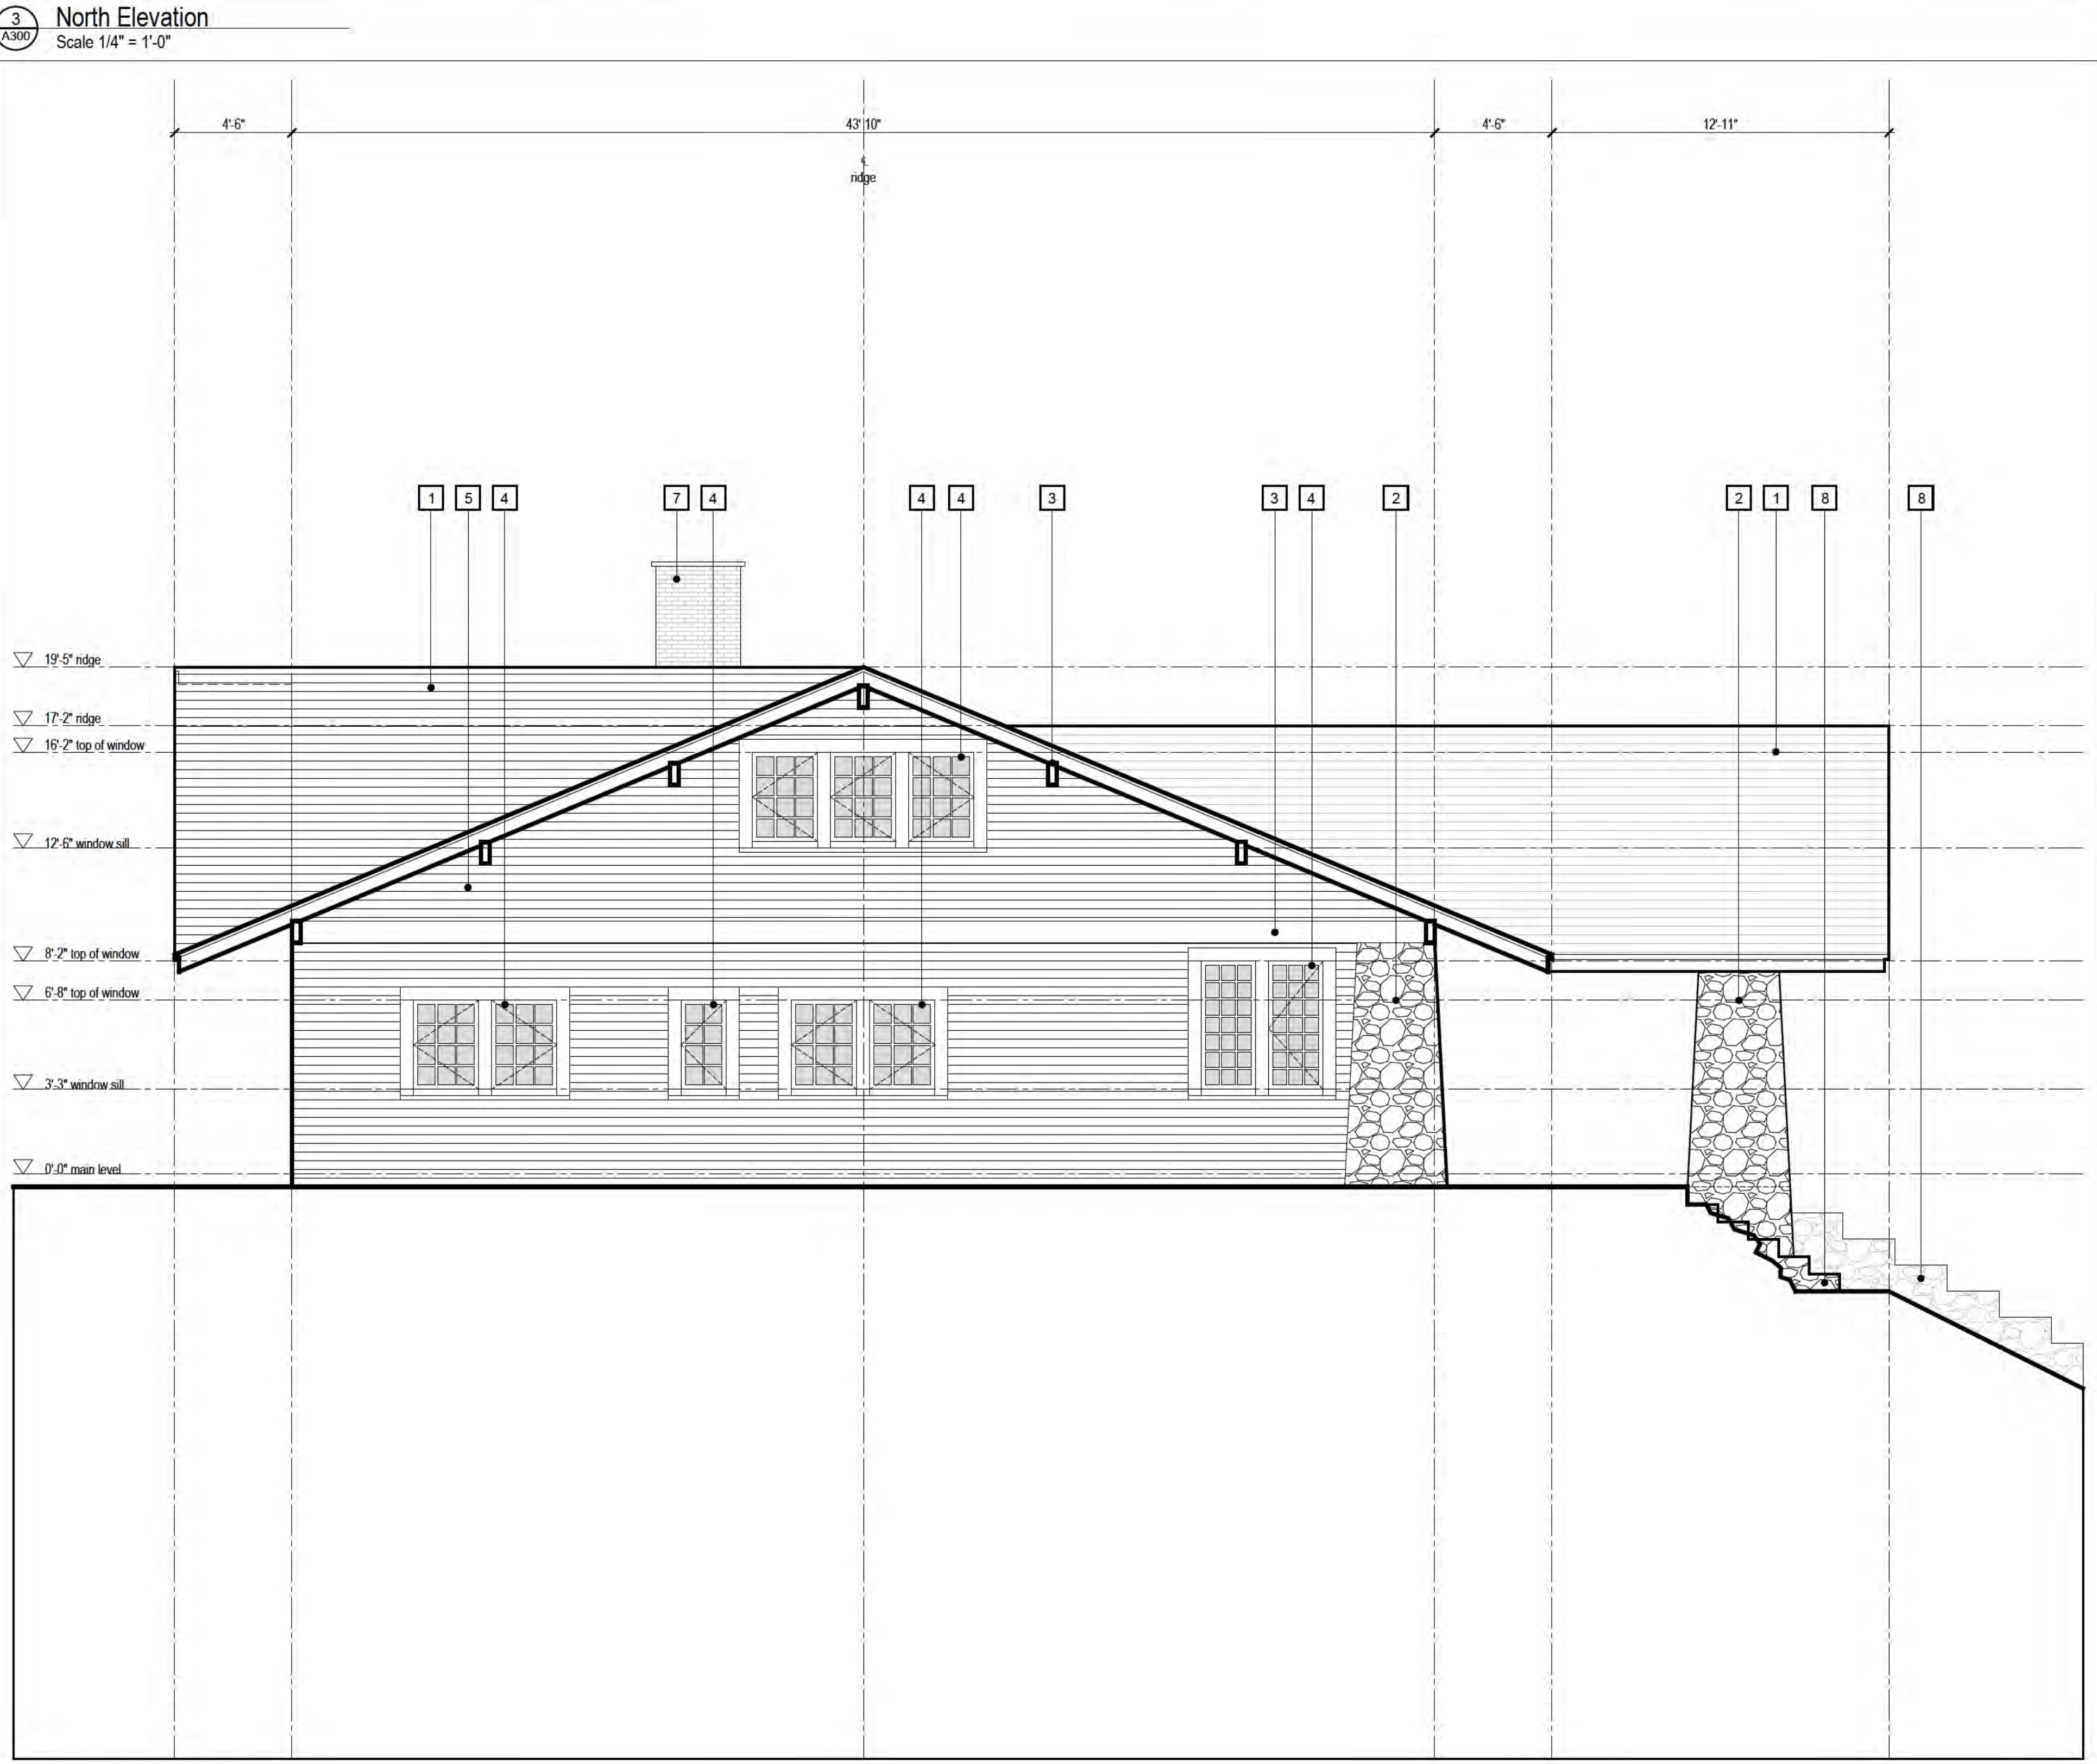 3
A300
North Elevation
Scale 1/4" = 1'-0"
4'-6"
43'10"
4'-6"
12'-11"
℄
ridge
1
5
4
7
4
4
4
3
3
4
2
2
1
8
8
19'-5" ridge
17'-2" ridge
16'-2" top of window
12'-6" window sill
8'-2" top of window
6'-8" top of window
3'-3" window sill
0'-0" main level